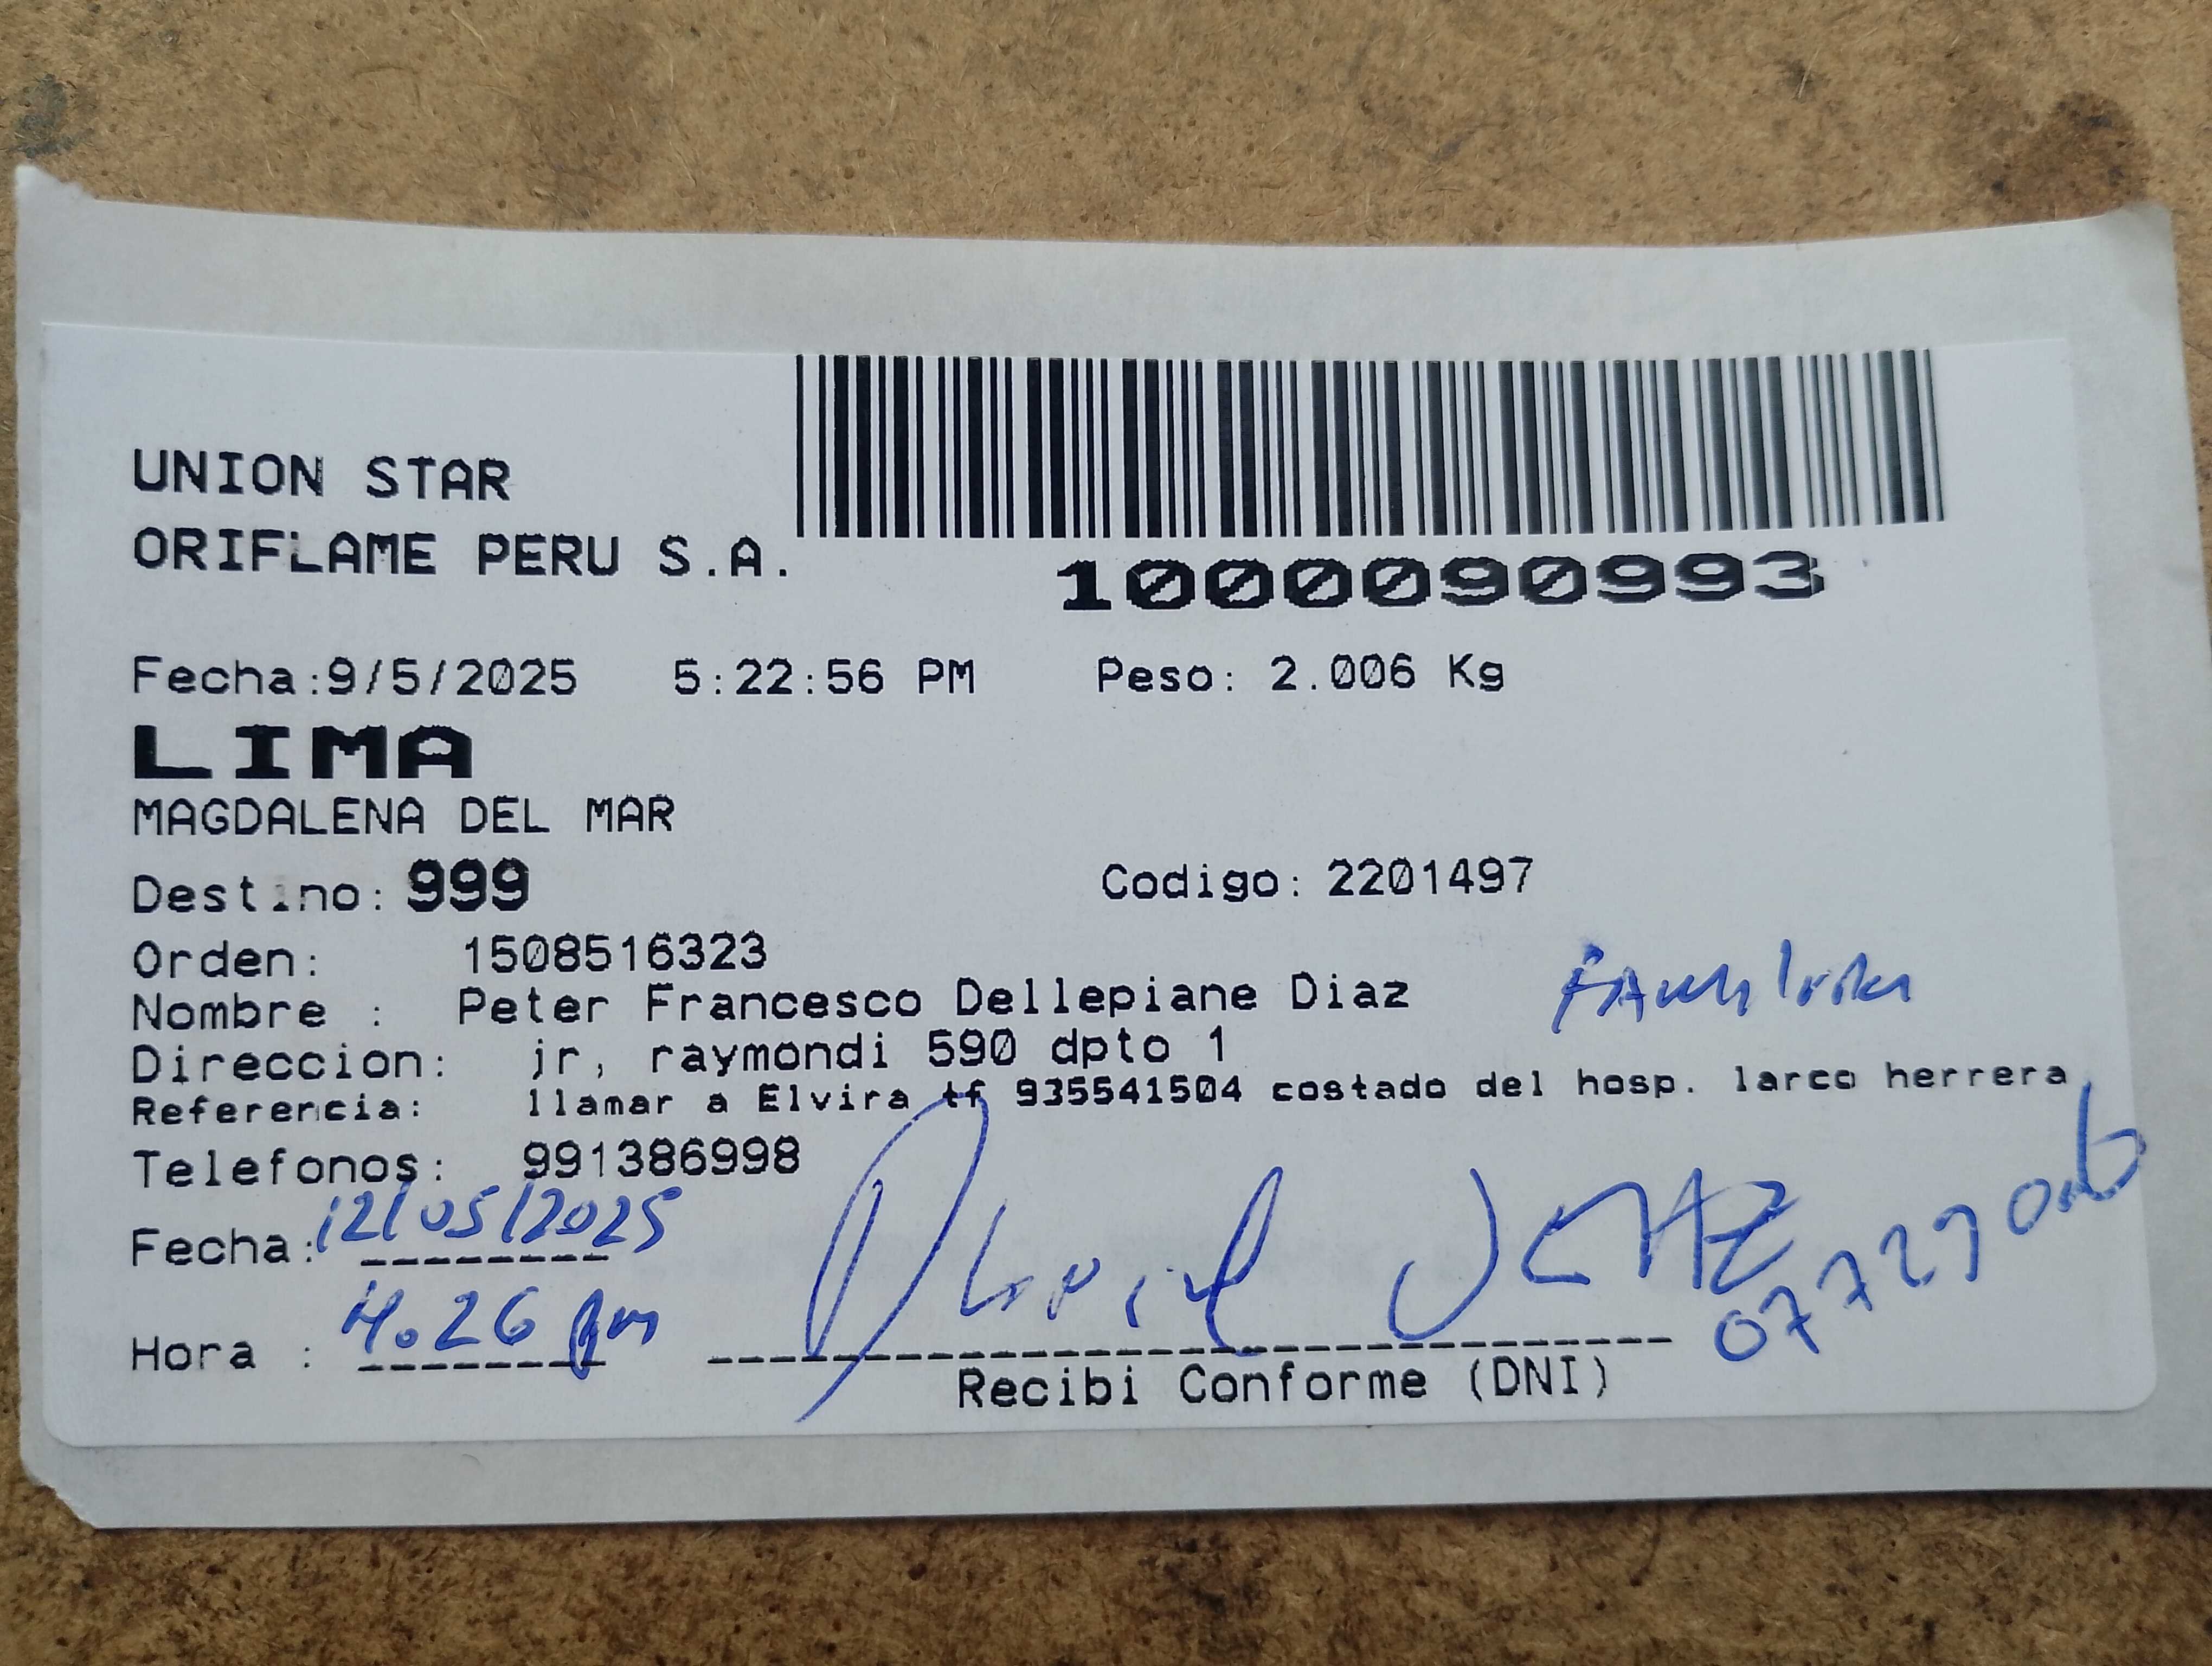 UNION STAR
ORIFLAME PERU S.A.
1000090993
Fecha:9/5/2025 5:22:56 PM Peso: 2.006 Kg
LIMA
MAGDALENA DEL MAR
Destino: 999 Codigo: 2201497
Orden: 1508516323
Nombre : Peter Francesco Dellepiane Diaz
Direccion: jr, raymondi 590 dpto 1
Referencia: llamar a Elvira tf 935541504 costado del hosp. larco herrera
Telefonos: 991386998
Fecha: 12/05/2025
Hora : 4.26 pm
Recibi Conforme (DNI)